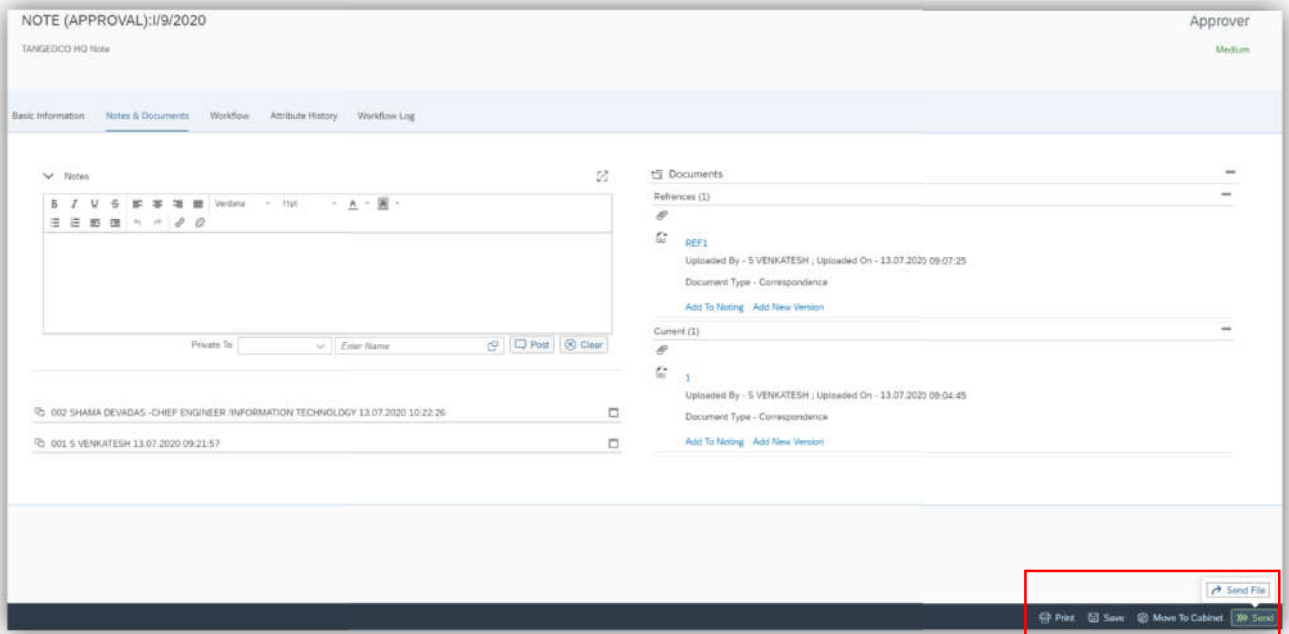 NOTE (APPROVAL):I/9/2020
Approver
TANGEDCO HQ Note
Medium
Basic Information Notes & Documents Workflow Attribute History Workflow Log
Notes
Documents
Refrences (1)
B I U S Verdana 11pt A A
REF1
Uploaded By - S VENKATESH ; Uploaded On - 13.07.2020 09:07:25
Document Type - Correspondence
Add To Noting Add New Version
Current (1)
Private To Enter Name Post Clear
1
Uploaded By - S VENKATESH ; Uploaded On - 13.07.2020 09:04:45
002 SHAMA DEVADAS -CHIEF ENGINEER /INFORMATION TECHNOLOGY 13.07.2020 10:22:26
Document Type - Correspondence
001 S VENKATESH 13.07.2020 09:21:57
Add To Noting Add New Version
Send File
Print Save Move To Cabinet Send